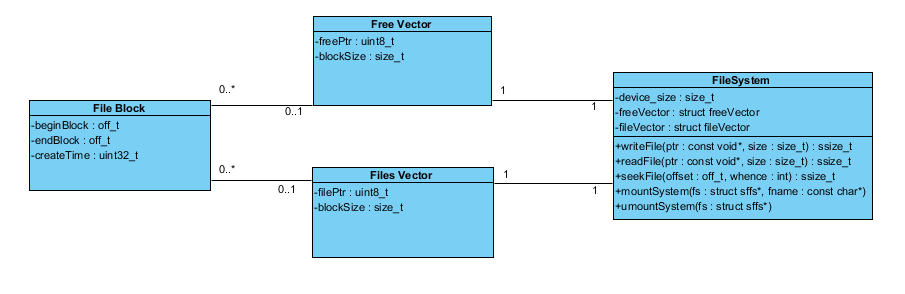 Free Vector
-freePtr : uint8_t
-blockSize : size_t
0..*
0..1
1
1
File Block
-beginBlock : off_t
-endBlock : off_t
-createTime : uint32_t
FileSystem
-device_size : size_t
-freeVector : struct freeVector
-fileVector : struct fileVector
+writeFile(ptr : const void*, size : size_t) : ssize_t
+readFile(ptr : const void*, size : size_t) : ssize_t
+seekFile(offset : off_t, whence : int) : ssize_t
+mountSystem(fs : struct sffs*, fname : const char*)
+umountSystem(fs : struct sffs*)
0..*
0..1
1
1
Files Vector
-filePtr : uint8_t
-blockSize : size_t